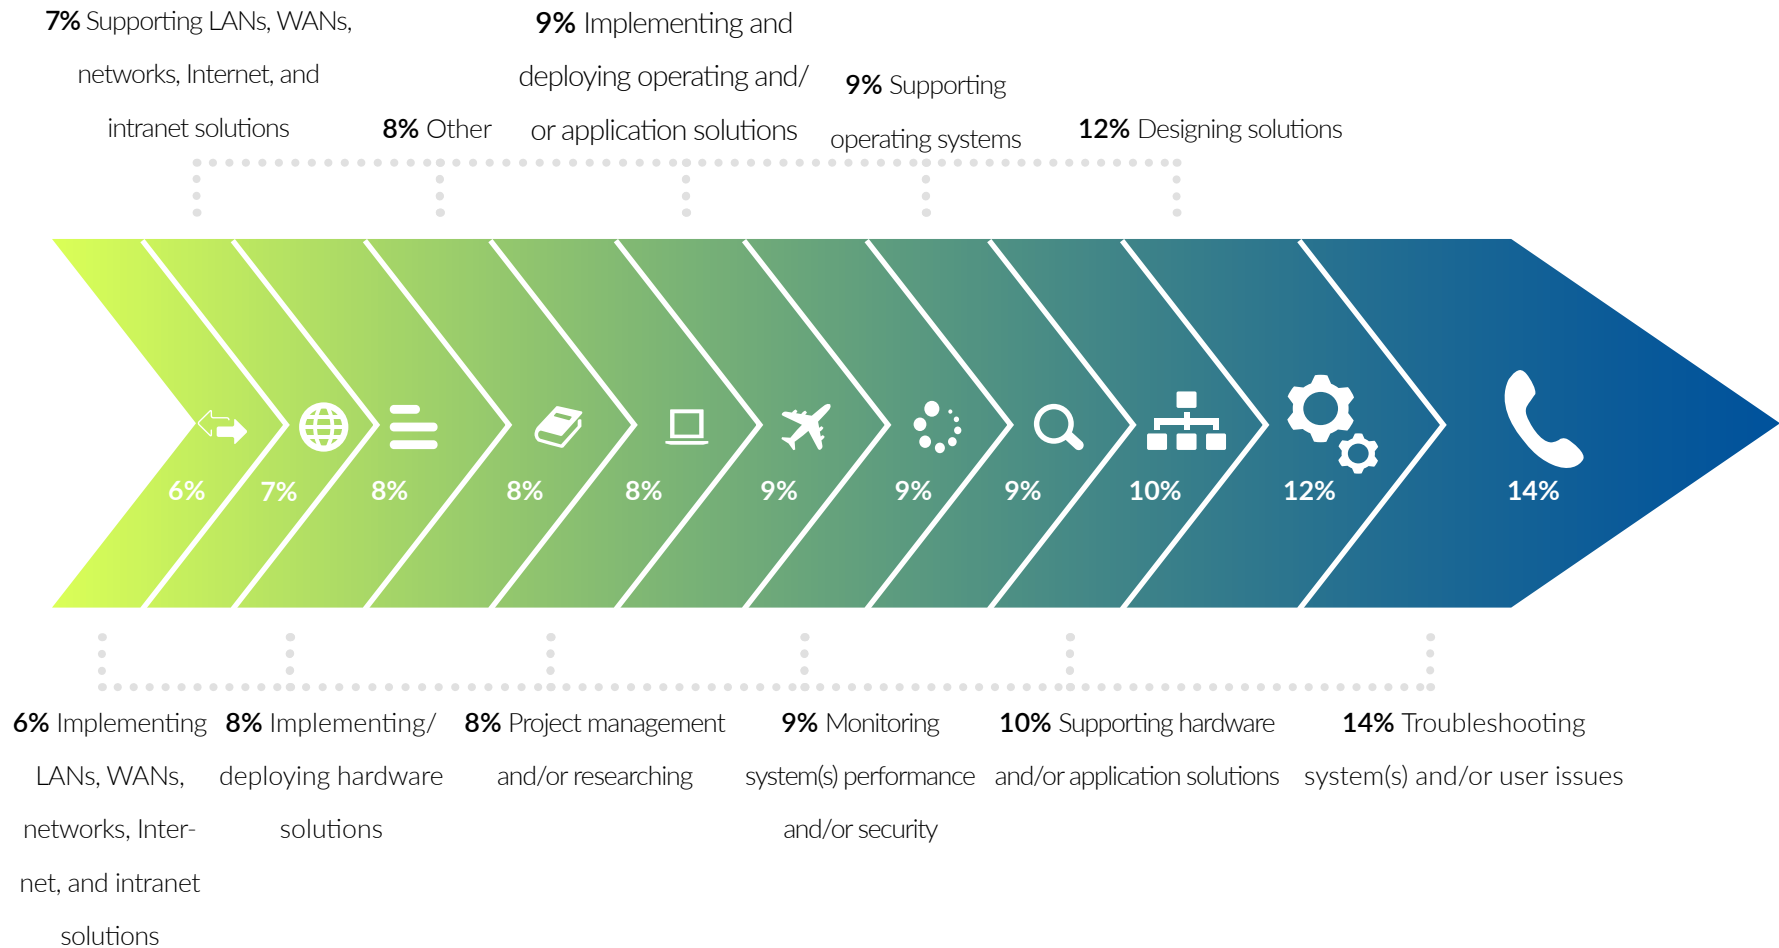 7% Supporting LANs, WANs,
networks, Internet, and
intranet solutions
8% Other
9% Implementing and
deploying operating and/
or application solutions
9% Supporting
operating systems
12% Designing solutions
6%
7%
8%
8%
8%
9%
9%
9%
10%
12%
14%
6% Implementing
LANs, WANs,
networks, Inter-
net, and intranet
solutions
8% Implementing/
deploying hardware
solutions
8% Project management
and/or researching
9% Monitoring
system(s) performance
and/or security
10% Supporting hardware
and/or application solutions
14% Troubleshooting
system(s) and/or user issues